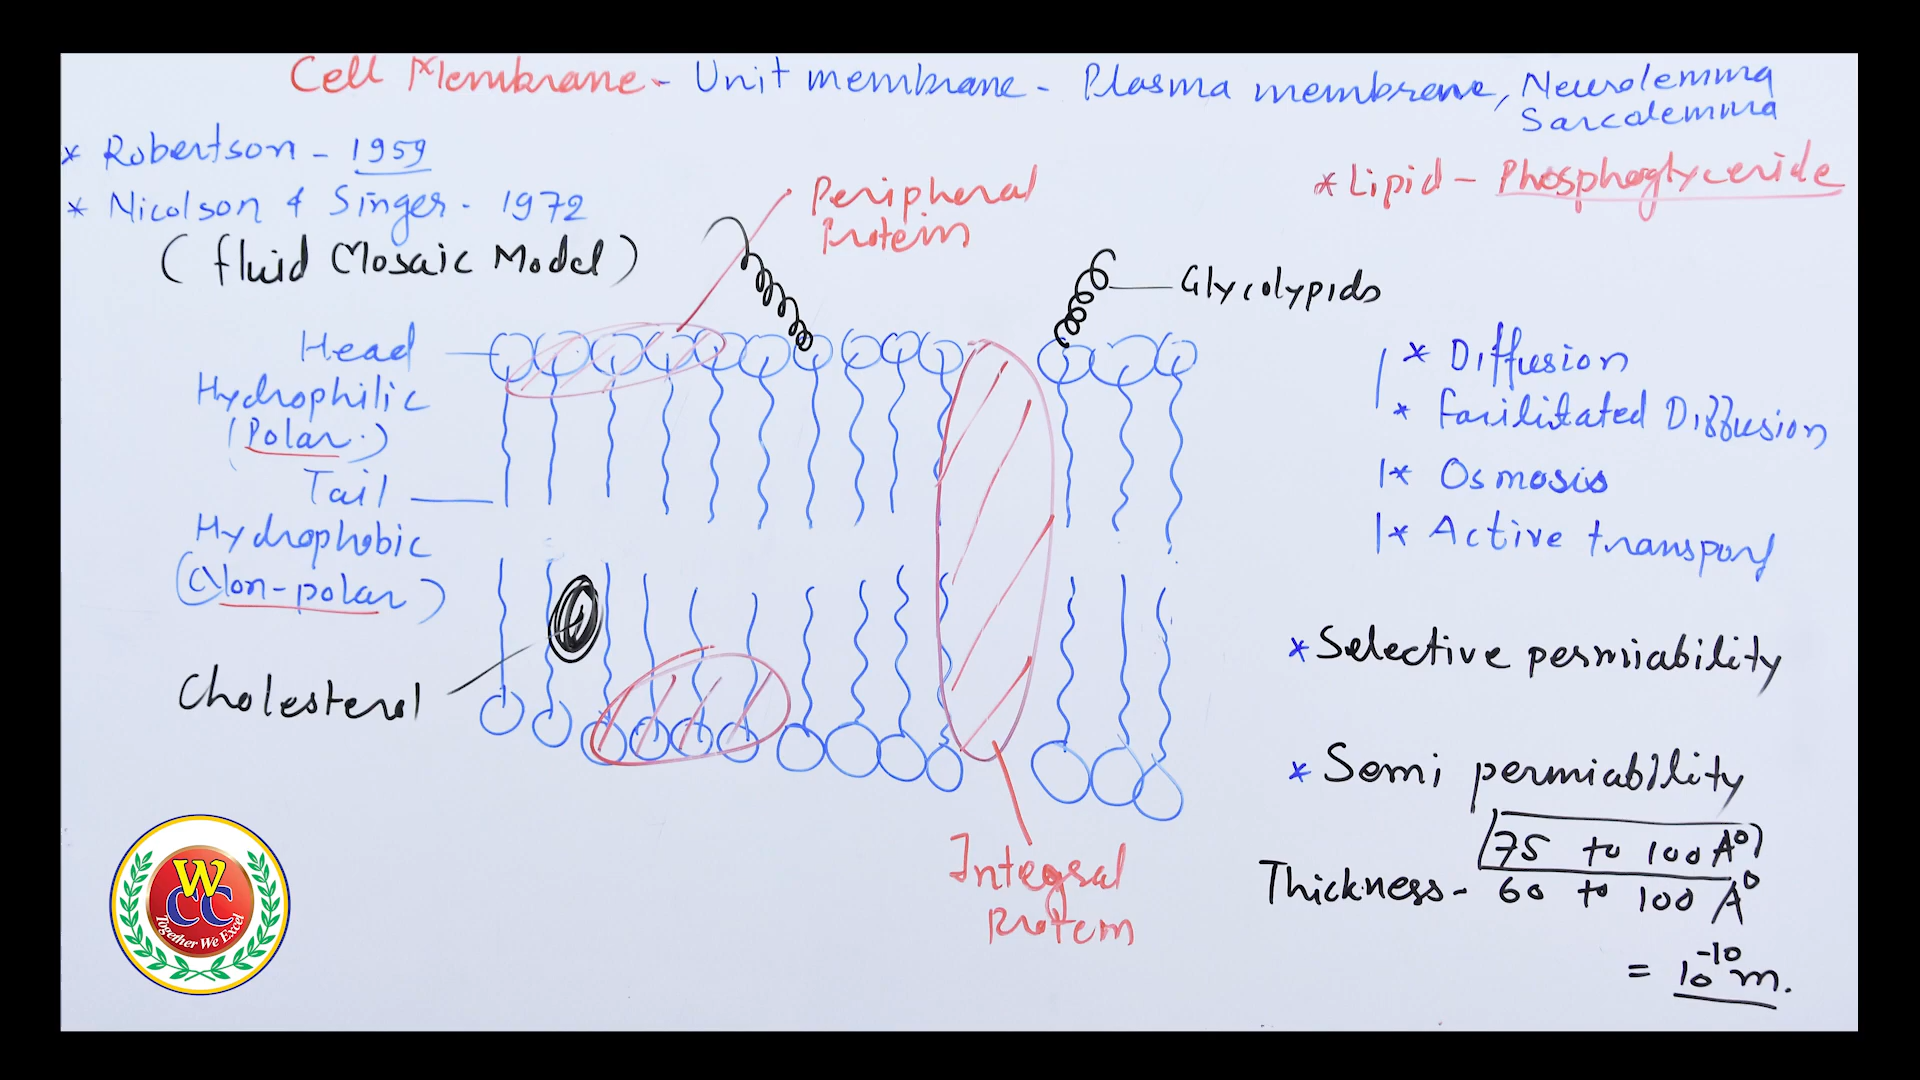 Cell Membrane - Unit membrane - Plasma membrane, Neurolemma
Sarcolemma
* Robertson - 1959
* Nicolson & Singer - 1972
(fluid Mosaic Model)
* Lipid - Phosphoglyceride
Peripheral
Protein
Glycolypids
Head
Hydrophilic
(Polar.)
Tail
Hydrophobic
(Non-polar)
Cholesterol
* Diffusion
* Facilitated Diffusion
* Osmosis
* Active transport
* Selective permiability
* Semi permiability
75 to 100 A⁰
Thickness - 60 to 100 A⁰
= 10⁻¹⁰ m.
Integral
Protein
WCC
Together We Excel